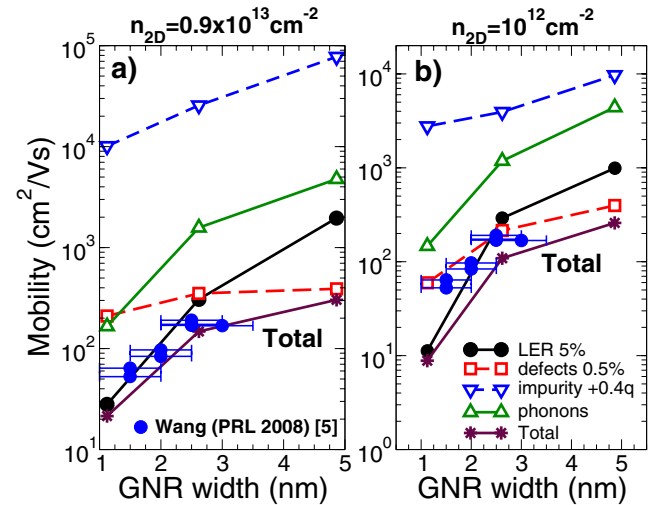 n2D=0.9x10^13cm^-2
n2D=10^12cm^-2
Mobility (cm^2/Vs)
10^5
10^4
10^3
10^2
10^1
a)
Total
Wang (PRL 2008) [5]
1 2 3 4 5
GNR width (nm)
10^4
10^3
10^2
10^1
10^0
b)
Total
LER 5%
defects 0.5%
impurity +0.4q
phonons
Total
1 2 3 4 5
GNR width (nm)